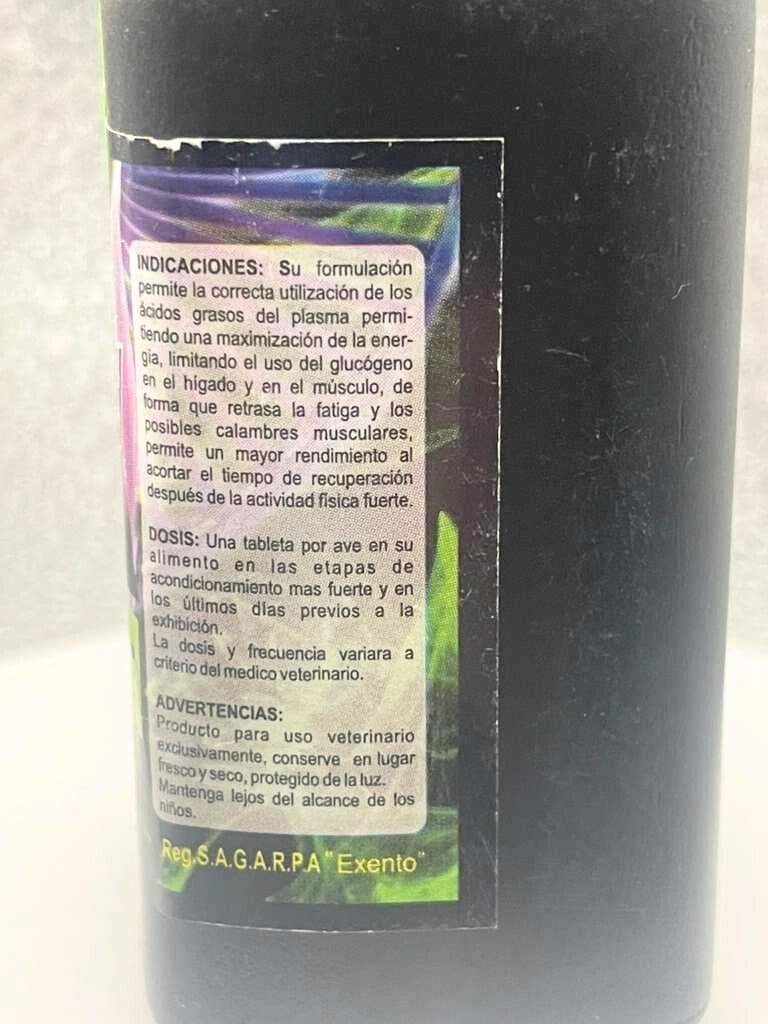 INDICACIONES: Su formulación
permite la correcta utilización de los
ácidos grasos del plasma permi-
tiendo una maximización de la ener-
gia, limitando el uso del glucógeno
en el higado y en el músculo, de
forma que retrasa la fatiga y los
posibles calambres musculares,
permite un mayor rendimiento al
acortar el tiempo de recuperación
después de la actividad física fuerte.
DOSIS: Una tableta por ave en su
alimento en las etapas de
acondicionamiento mas fuerte y en
los últimos días previos a la
exhibición.
La dosis y frecuencia variara a
criterio del medico veterinario.
ADVERTENCIAS:
Producto para uso veterinario
exclusivamente, conserve en lugar
fresco y seco, protegido de la luz.
Mantenga lejos del alcance de los
niños.
Reg.S.A.G.A.R.P.A "Exento"